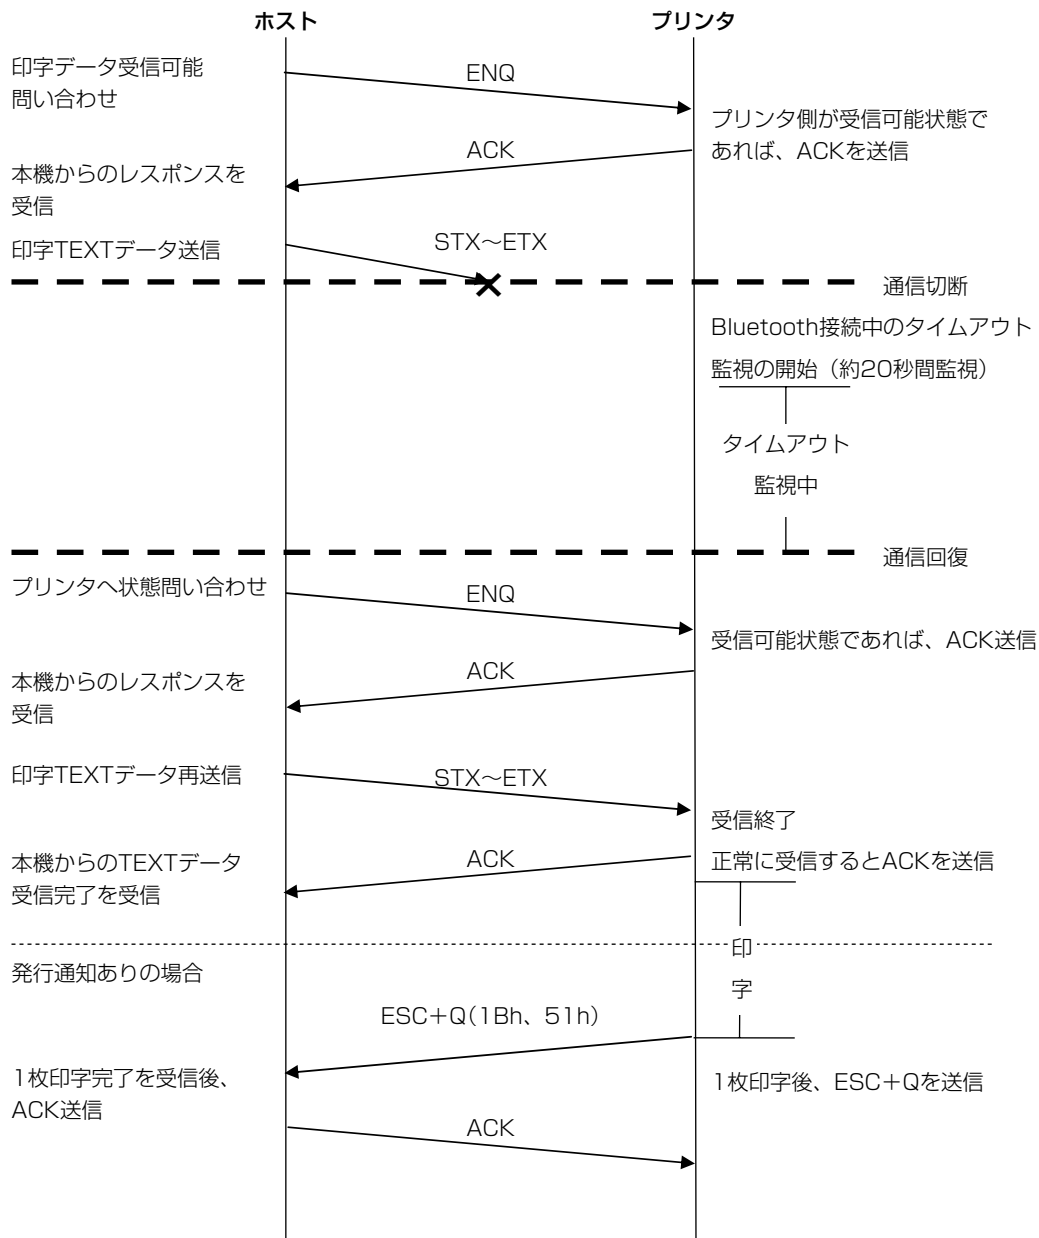 ホスト
プリンタ
印字データ受信可能
問い合わせ
ENQ
プリンタ側が受信可能状態で
あれば、ACKを送信
ACK
本機からのレスポンスを
受信
印字TEXTデータ送信
STX～ETX
通信切断
Bluetooth接続中のタイムアウト
監視の開始（約20秒間監視）
タイムアウト
監視中
通信回復
プリンタへ状態問い合わせ
ENQ
受信可能状態であれば、ACK送信
ACK
本機からのレスポンスを
受信
印字TEXTデータ再送信
STX～ETX
受信終了
正常に受信するとACKを送信
ACK
本機からのTEXTデータ
受信完了を受信
印
字
発行通知ありの場合
ESC＋Q（1Bh、51h）
1枚印字完了を受信後、
ACK送信
1枚印字後、ESC＋Qを送信
ACK